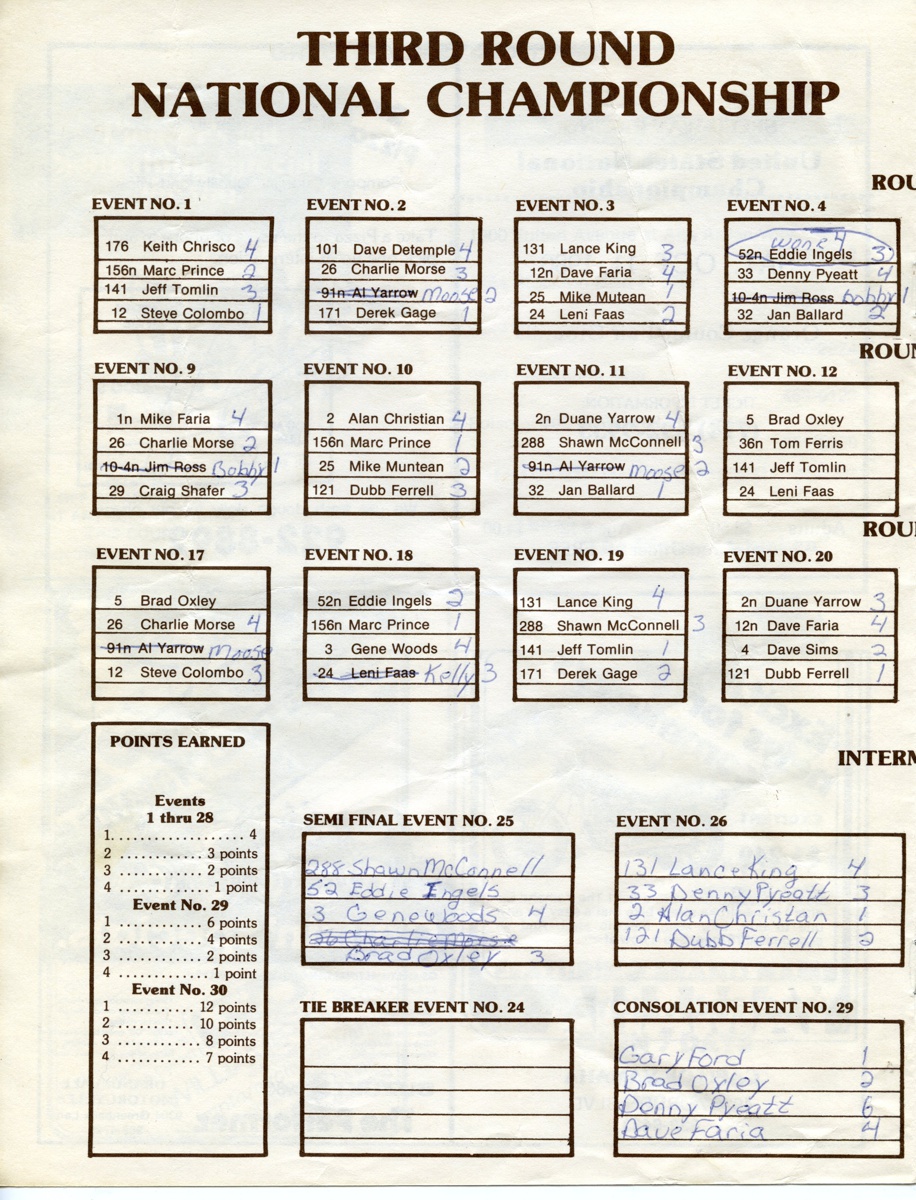 THIRD ROUND
NATIONAL CHAMPIONSHIP
ROU
EVENT NO. 1
176 Keith Chrisco 4
156n Marc Prince 2
141 Jeff Tomlin 3
12 Steve Colombo 1
EVENT NO. 2
101 Dave Detemple 4
26 Charlie Morse 3
91n Al Yarrow Moose 2
171 Derek Gage 1
EVENT NO. 3
131 Lance King 3
12n Dave Faria 4
25 Mike Mutean 1
24 Leni Faas 2
EVENT NO. 4
52n Eddie Ingels 3
33 Denny Pyeatt 4
10-4n Jim Ross Bobby 1
32 Jan Ballard 2
ROUN
EVENT NO. 9
1n Mike Faria 4
26 Charlie Morse 2
10-4n Jim Ross Bobby 1
29 Craig Shafer 3
EVENT NO. 10
2 Alan Christian 4
156n Marc Prince 1
25 Mike Muntean 2
121 Dubb Ferrell 3
EVENT NO. 11
2n Duane Yarrow 4
288 Shawn McConnell 3
91n Al Yarrow Moose 2
32 Jan Ballard 1
EVENT NO. 12
5 Brad Oxley
36n Tom Ferris
141 Jeff Tomlin
24 Leni Faas
ROU
EVENT NO. 17
5 Brad Oxley
26 Charlie Morse 4
91n Al Yarrow Moose
12 Steve Colombo 3
EVENT NO. 18
52n Eddie Ingels 2
156n Marc Prince 1
3 Gene Woods 4
24 Leni Faas Kelly 3
EVENT NO. 19
131 Lance King 4
288 Shawn McConnell 3
141 Jeff Tomlin 1
171 Derek Gage 2
EVENT NO. 20
2n Duane Yarrow 3
12n Dave Faria 4
4 Dave Sims 2
121 Dubb Ferrell 1
POINTS EARNED
Events
1 thru 28
1. .................... 4
2 ............ 3 points
3 ............ 2 points
4 ............. 1 point
Event No. 29
1 ............ 6 points
2 ............ 4 points
3 ............ 2 points
4 ............. 1 point
Event No. 30
1 ........... 12 points
2 ........... 10 points
3 ............ 8 points
4 ............ 7 points
INTERM
SEMI FINAL EVENT NO. 25
288 Shawn McConnell
52 Eddie Ingels
3 Gene Woods 4
26 Charlie Morse
Brad Oxley 3
EVENT NO. 26
131 Lance King 4
33 Denny Pyeatt 3
2 Alan Christan 1
121 Dubb Ferrell 2
TIE BREAKER EVENT NO. 24
CONSOLATION EVENT NO. 29
Gary Ford 1
Brad Oxley 2
Denny Pyeatt 6
Dave Faria 4